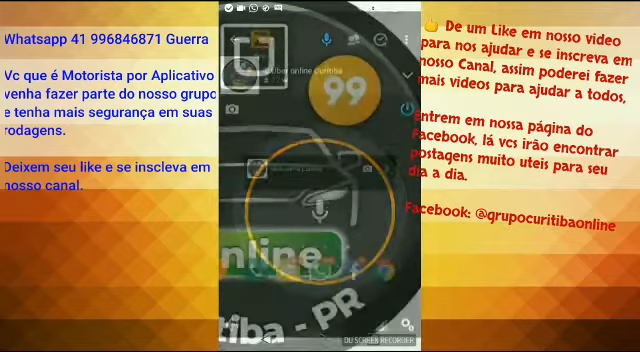 Whatsapp 41 996846871 Guerra
Vc que é Motorista por Aplicativo
venha fazer parte do nosso grupo
e tenha mais segurança em suas
rodagens.
Deixem seu like e se inscleva em
nosso canal.
Uber online Curitiba
99
nline
tiba - PR
DU SCREEN RECORDER
👍 De um Like em nosso video
para nos ajudar e se inscreva em
nosso Canal, assim poderei fazer
mais videos para ajudar a todos,
entrem em nossa página do
Facebook, lá vcs irão encontrar
postagens muito uteis para seu
dia a dia.
Facebook: @grupocuritibaonline